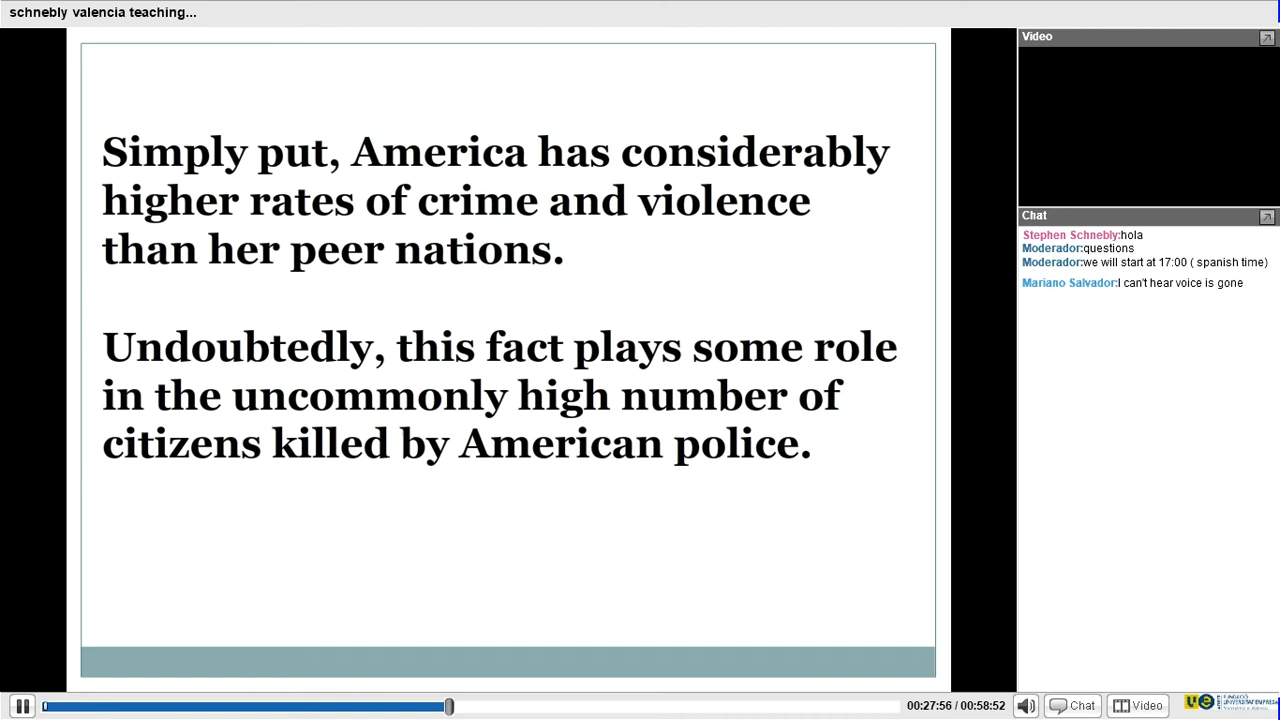 schnebly valencia teaching...
Simply put, America has considerably
higher rates of crime and violence
than her peer nations.
Undoubtedly, this fact plays some role
in the uncommonly high number of
citizens killed by American police.
Video
Chat
Stephen Schnebly:hola
Moderador:questions
Moderador:we will start at 17:00 ( spanish time)
Mariano Salvador:I can't hear voice is gone
00:27:56 / 00:58:52
Chat
Video